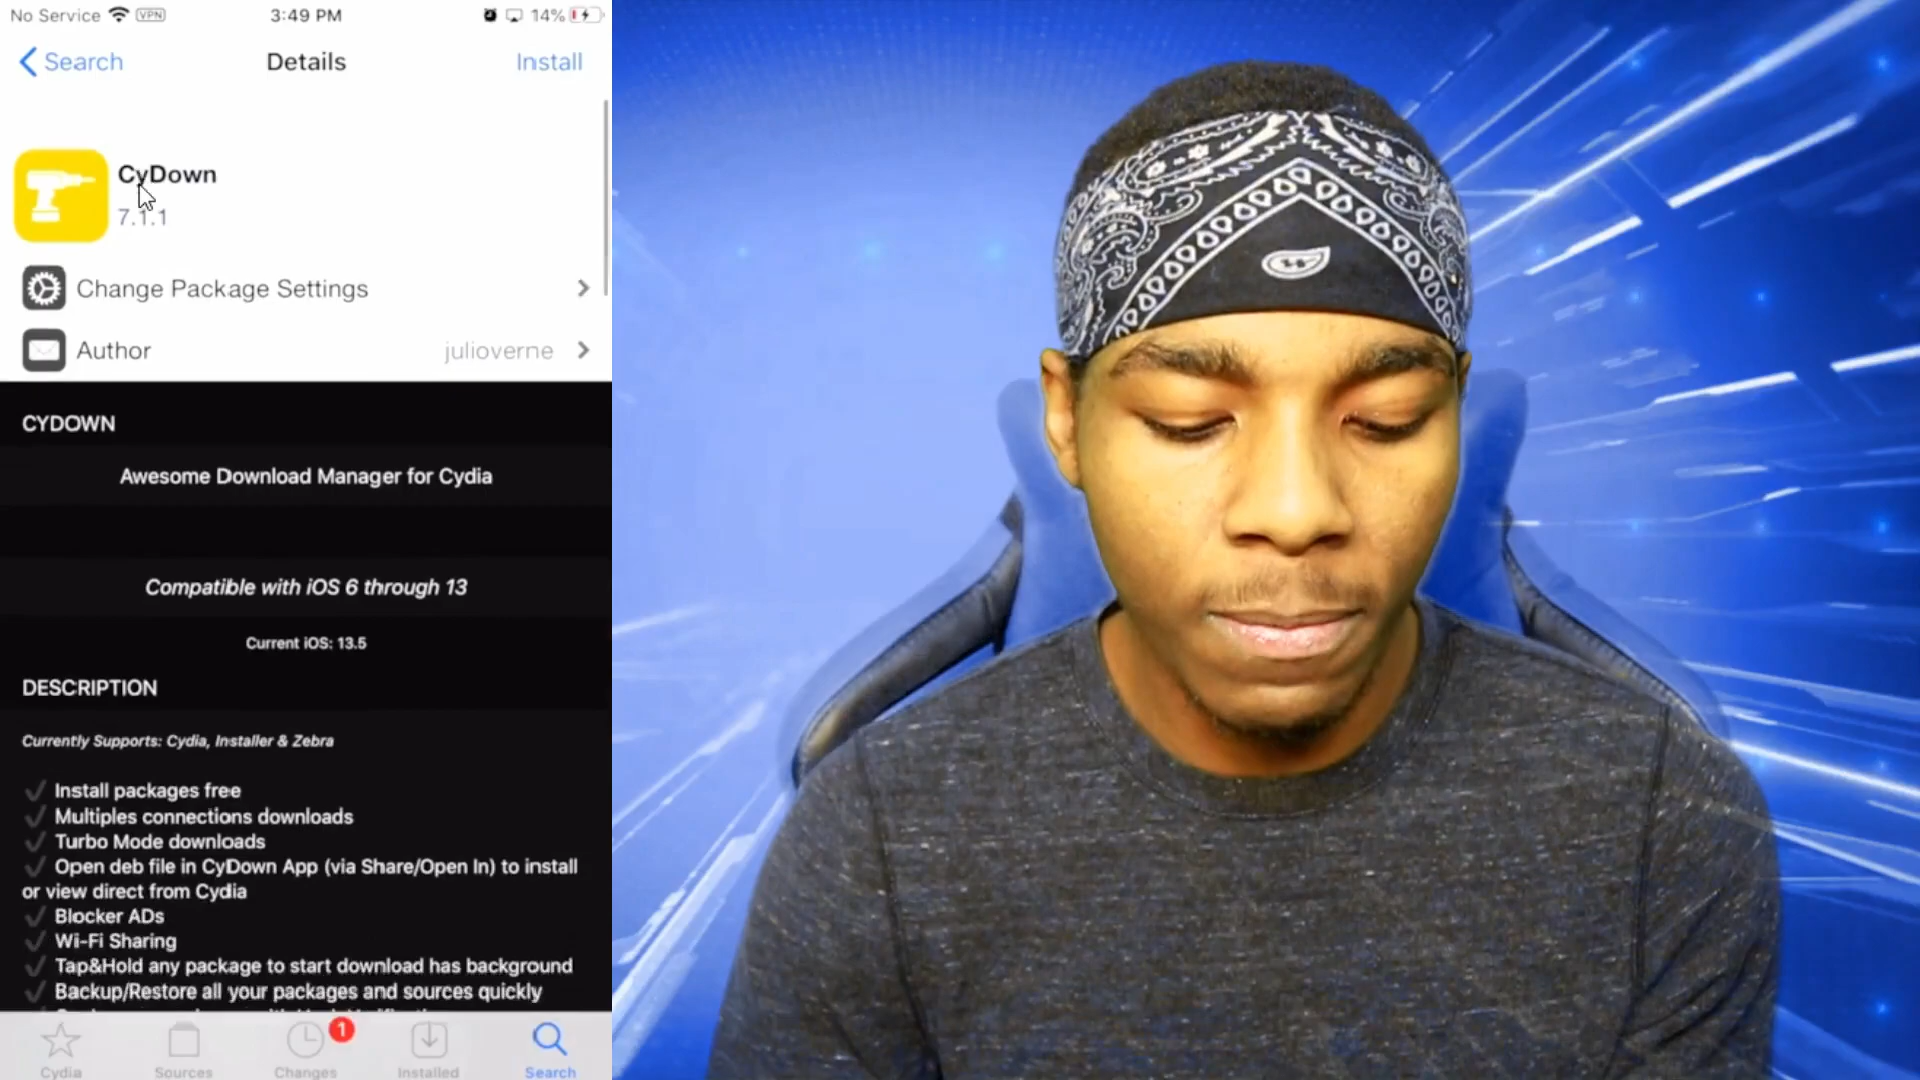 No Service VPN 3:49 PM 14%
Search Details Install
CyDown
7.1.1
Change Package Settings
Author julioverne
CYDOWN
Awesome Download Manager for Cydia
Compatible with iOS 6 through 13
Current iOS: 13.5
DESCRIPTION
Currently Supports: Cydia, Installer & Zebra
Install packages free
Multiples connections downloads
Turbo Mode downloads
Open deb file in CyDown App (via Share/Open In) to install
or view direct from Cydia
Blocker ADs
Wi-Fi Sharing
Tap&Hold any package to start download has background
Backup/Restore all your packages and sources quickly
1
Cydia Sources Changes Installed Search